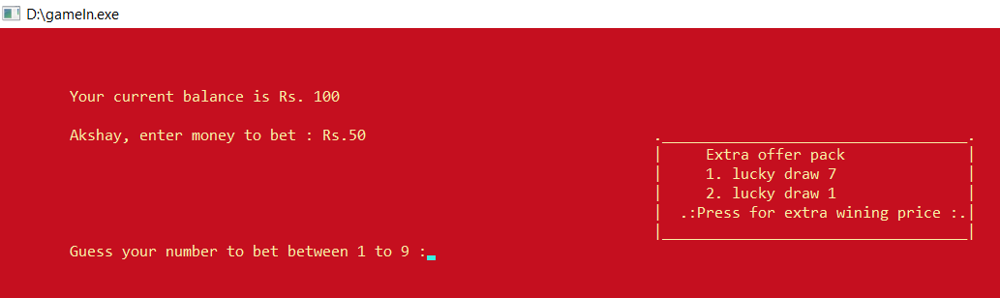 D:\gameIn.exe
Your current balance is Rs. 100
Akshay, enter money to bet : Rs.50
Extra offer pack
1. lucky draw 7
2. lucky draw 1
.:Press for extra wining price :.
Guess your number to bet between 1 to 9 :